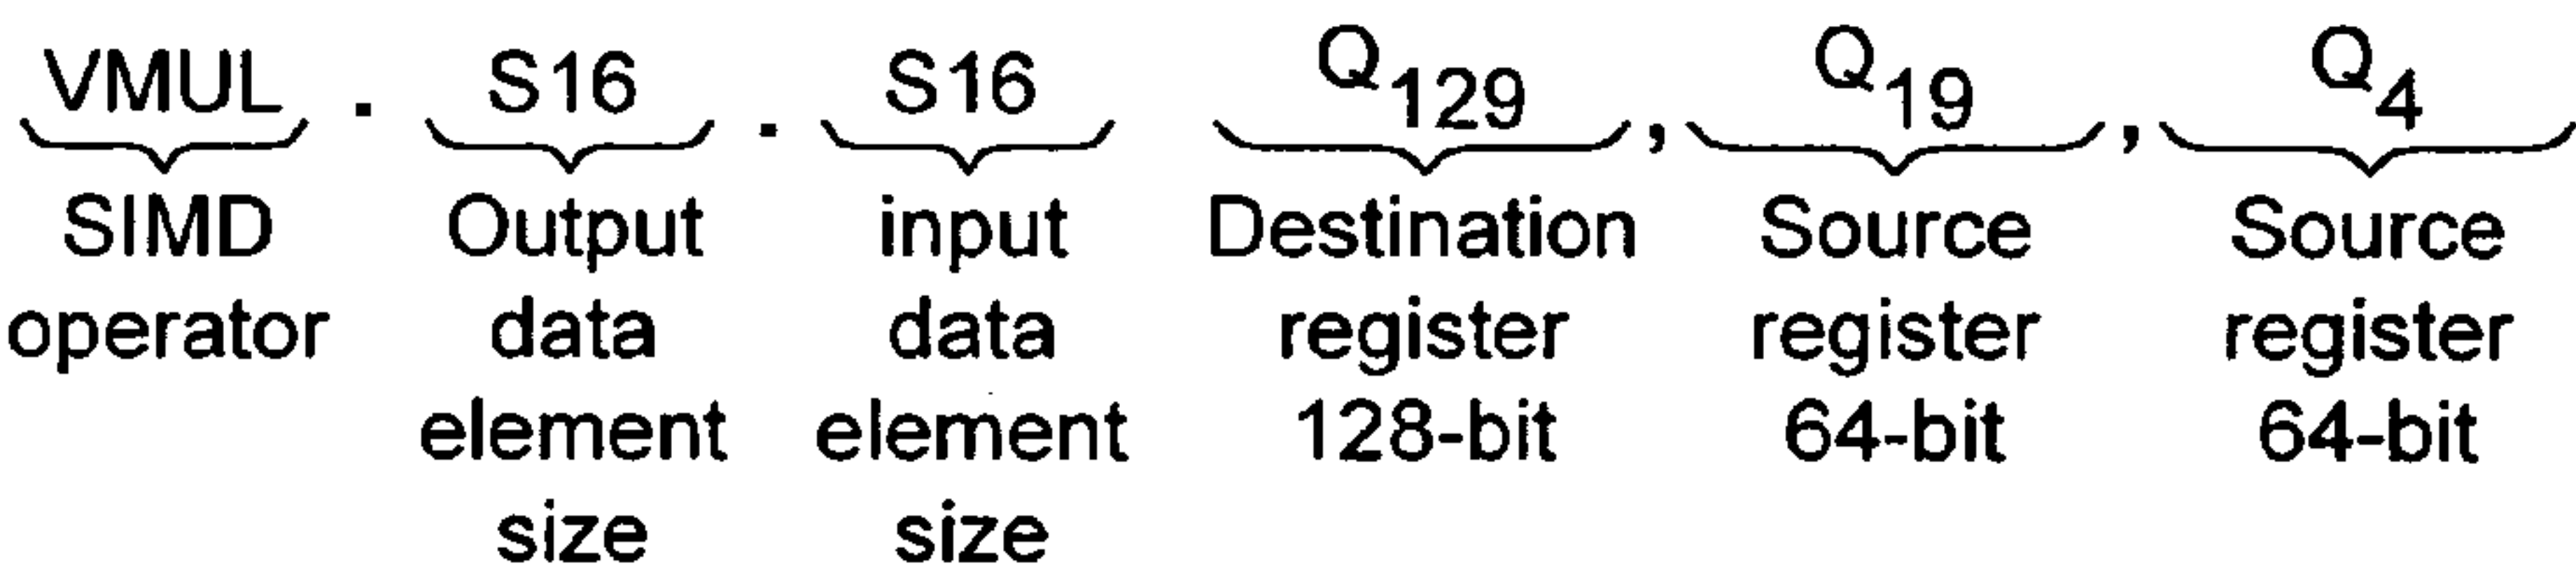 VMUL . S16 . S16 Q129 , Q19 , Q4
SIMD Output input Destination Source Source
operator data data register register register
element element 128-bit 64-bit 64-bit
size size